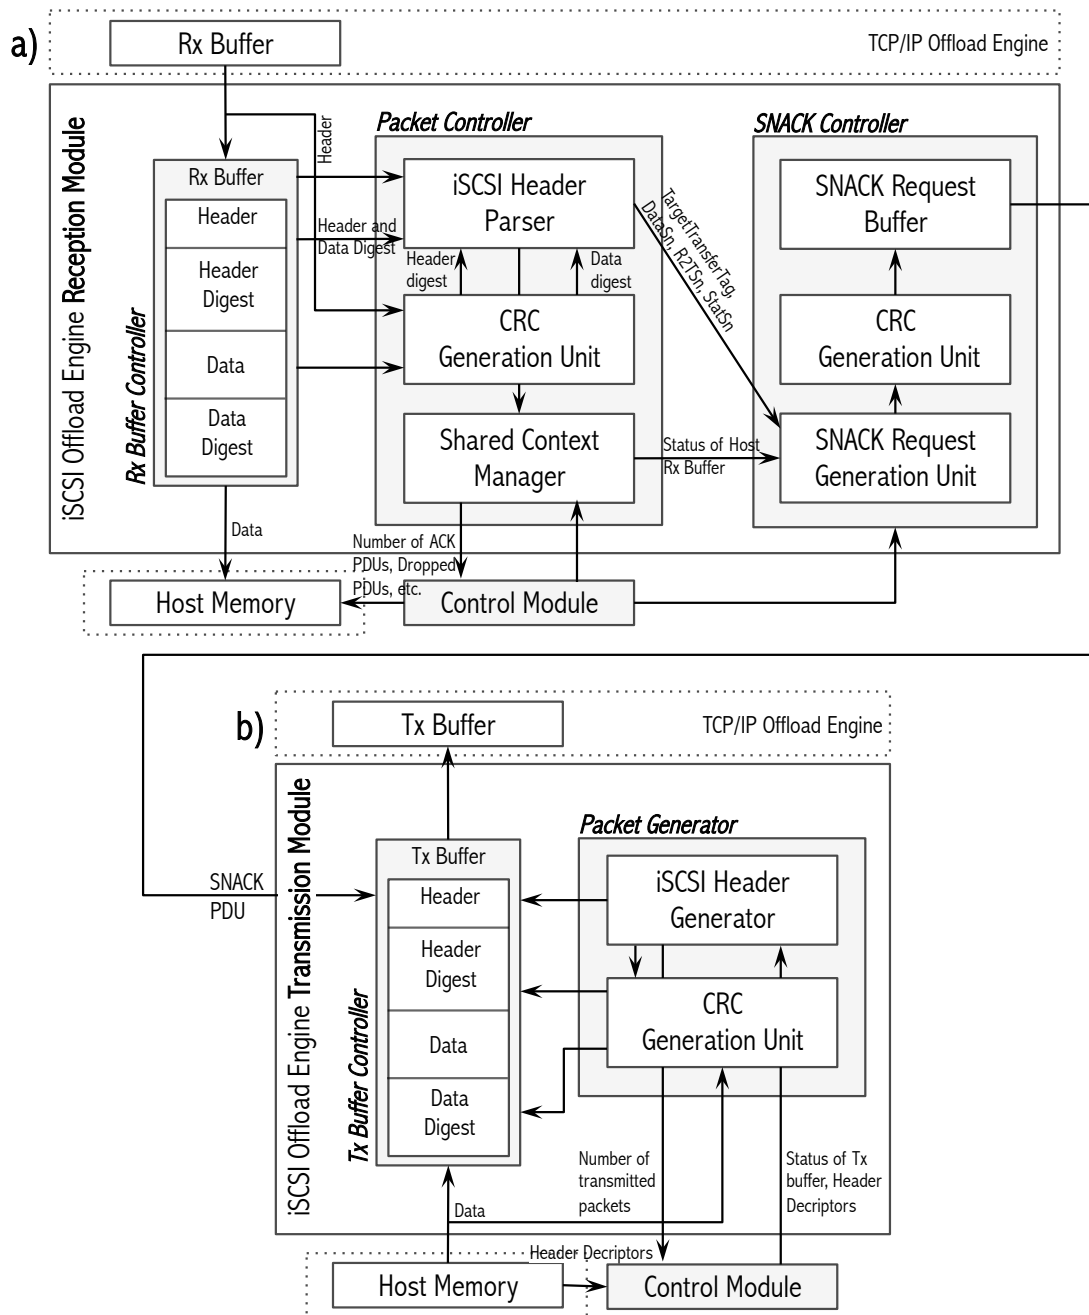 a)
Rx Buffer
TCP/IP Offload Engine
iSCSI Offload Engine Reception Module
Header
Packet Controller
SNACK Controller
Rx Buffer Controller
Rx Buffer
Header
Header
Digest
Data
Data
Digest
Header and
Data Digest
iSCSI Header
Parser
Header
digest
Data
digest
CRC
Generation Unit
Shared Context
Manager
TargetTransferTag,
DataSn, R2TSn, StatSn
SNACK Request
Buffer
CRC
Generation Unit
SNACK Request
Generation Unit
Status of Host
Rx Buffer
Data
Number of ACK
PDUs, Dropped
PDUs, etc.
Host Memory
Control Module
b)
Tx Buffer
TCP/IP Offload Engine
iSCSI Offload Engine Transmission Module
Packet Generator
SNACK
PDU
Tx Buffer Controller
Tx Buffer
Header
Header
Digest
Data
Data
Digest
iSCSI Header
Generator
CRC
Generation Unit
Number of
transmitted
packets
Status of Tx
buffer, Header
Decriptors
Data
Header Decriptors
Host Memory
Control Module